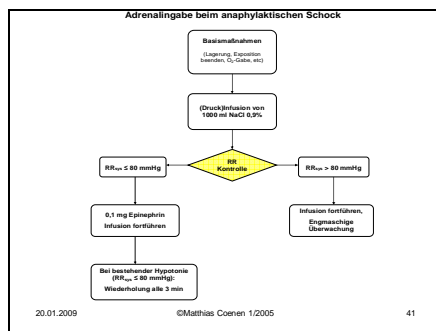 Adrenalingabe beim anaphylaktischen Schock
Basismaßnahmen
(Lagerung, Exposition
beenden, O₂-Gabe, etc)
(Druck)Infusion von
1000 ml NaCl 0,9%
RR
Kontrolle
RRsys ≤ 80 mmHg
RRsys > 80 mmHg
0,1 mg Epinephrin
Infusion fortführen
Infusion fortführen,
Engmaschige
Überwachung
Bei bestehender Hypotonie
(RRsys ≤ 80 mmHg):
Wiederholung alle 3 min
20.01.2009
©Matthias Coenen 1/2005
41